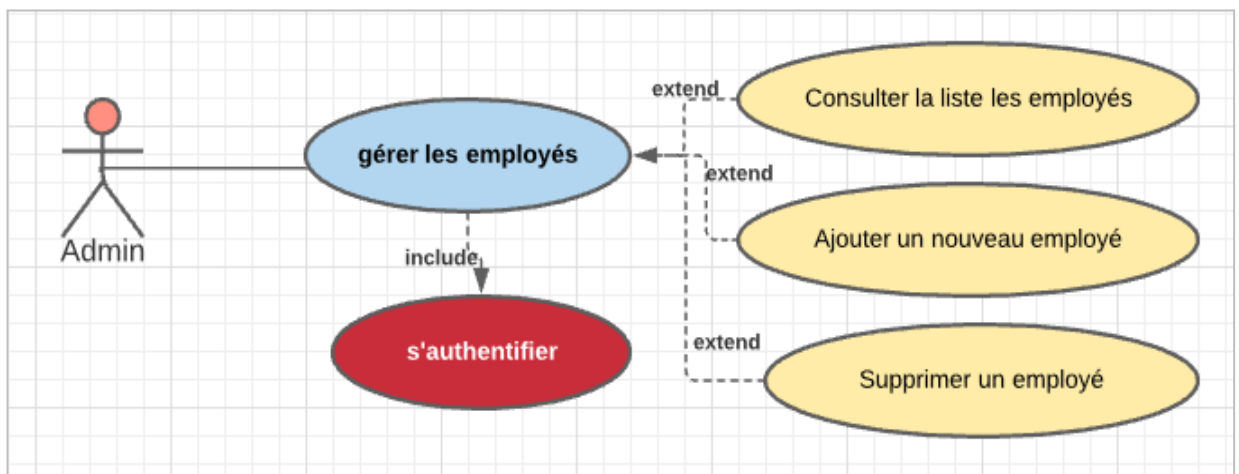 extend
Consulter la liste les employés
gérer les employés
extend
Ajouter un nouveau employé
Admin
include
s'authentifier
extend
Supprimer un employé